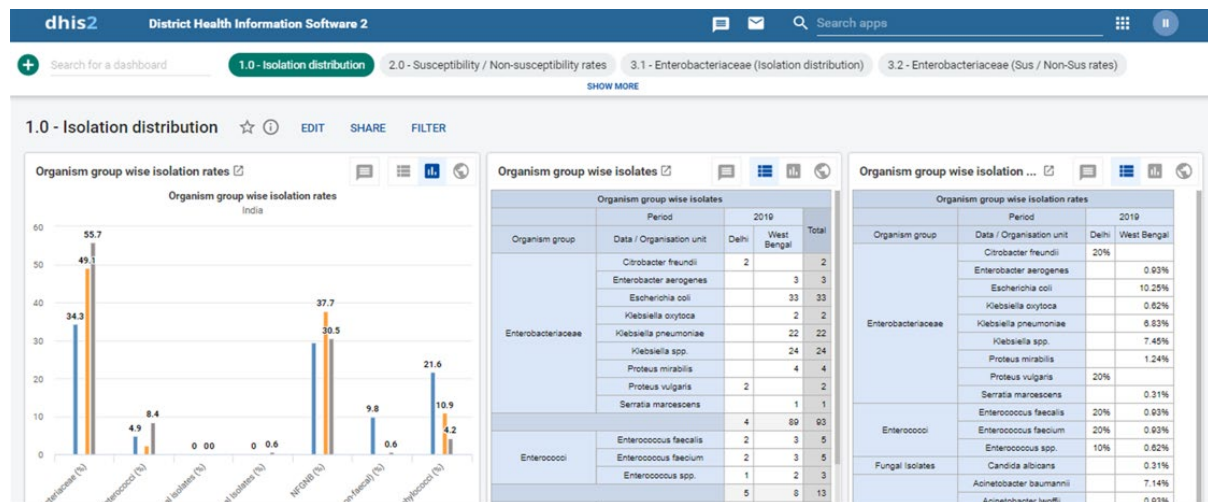 dhis2 District Health Information Software 2 Search apps II
Search for a dashboard 1.0 - Isolation distribution 2.0 - Susceptibility / Non-susceptibility rates 3.1 - Enterobacteriaceae (Isolation distribution) 3.2 - Enterobacteriaceae (Sus / Non-Sus rates)
SHOW MORE
1.0 - Isolation distribution EDIT SHARE FILTER
Organism group wise isolation rates
Organism group wise isolation rates
India
60
50
40
30
20
10
0
34.3 49.1 55.7
4.9 8.4
0 00
0 0.6
37.7 30.5
9.8 0.6
21.6 10.9 4.2
NFGNB (%)
Organism group wise isolates
Organism group wise isolates
Period 2019 Total
Organism group Data / Organisation unit Delhi West Bengal
Enterobacteriaceae
Citrobacter freundii 2 2
Enterobacter aerogenes 3 3
Escherichia coli 33 33
Klebsiella oxytoca 2 2
Klebsiella pneumoniae 22 22
Klebsiella spp. 24 24
Proteus mirabilis 4 4
Proteus vulgaris 2 2
Serratia marcescens 1 1
4 89 93
Enterococci
Enterococcus faecalis 2 3 5
Enterococcus faecium 2 3 5
Enterococcus spp. 1 2 3
5 8 13
Organism group wise isolation ...
Organism group wise isolation rates
Period 2019
Organism group Data / Organisation unit Delhi West Bengal
Enterobacteriaceae
Citrobacter freundii 20%
Enterobacter aerogenes 0.93%
Escherichia coli 10.25%
Klebsiella oxytoca 0.62%
Klebsiella pneumoniae 6.83%
Klebsiella spp. 7.45%
Proteus mirabilis 1.24%
Proteus vulgaris 20%
Serratia marcescens 0.31%
Enterococci
Enterococcus faecalis 20% 0.93%
Enterococcus faecium 20% 0.93%
Enterococcus spp. 10% 0.62%
Fungal Isolates Candida albicans 0.31%
Acinetobacter baumannii 7.14%
Acinetobacter lwoffii 0.93%